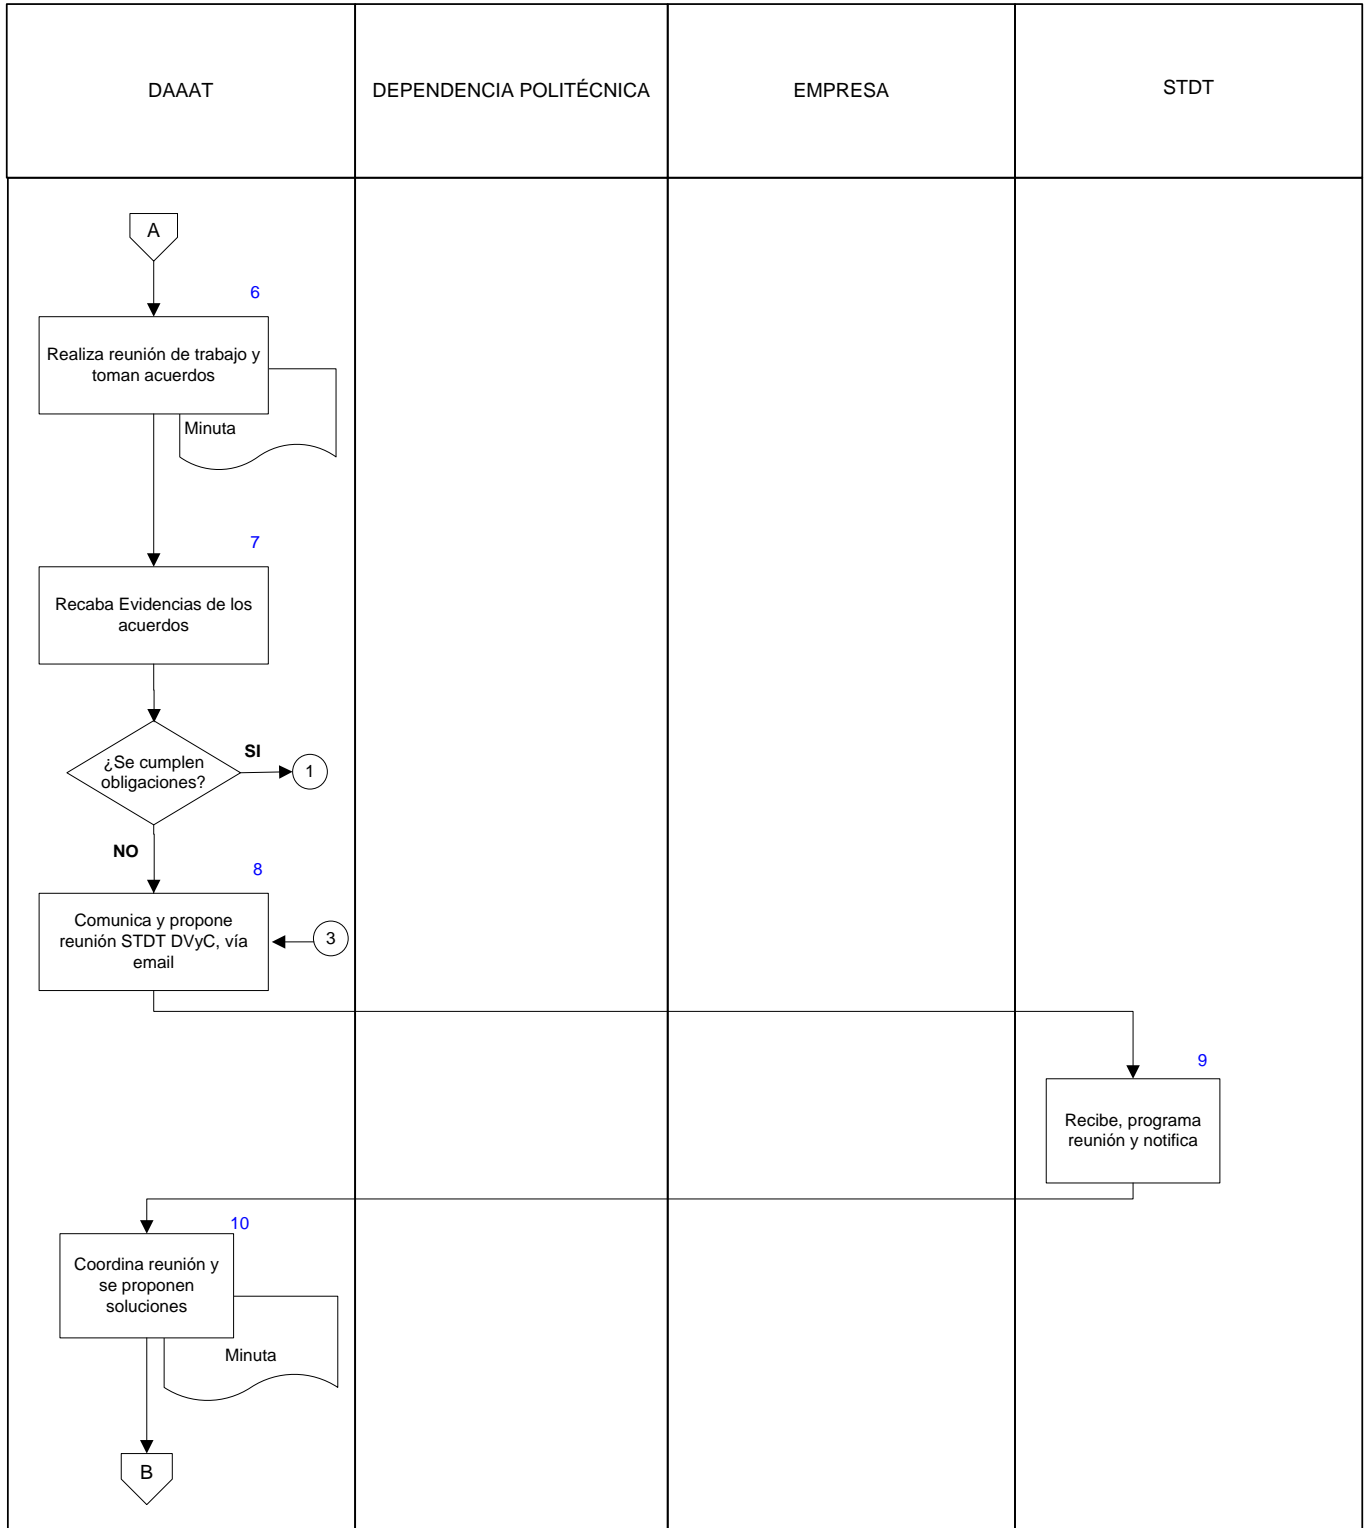 DAAAT
DEPENDENCIA POLITÉCNICA
EMPRESA
STDT
A
6
Realiza reunión de trabajo y
toman acuerdos
Minuta
7
Recaba Evidencias de los
acuerdos
¿Se cumplen
obligaciones?
SI
1
NO
8
Comunica y propone
reunión STDT DVyC, vía
email
3
9
Recibe, programa
reunión y notifica
10
Coordina reunión y
se proponen
soluciones
Minuta
B